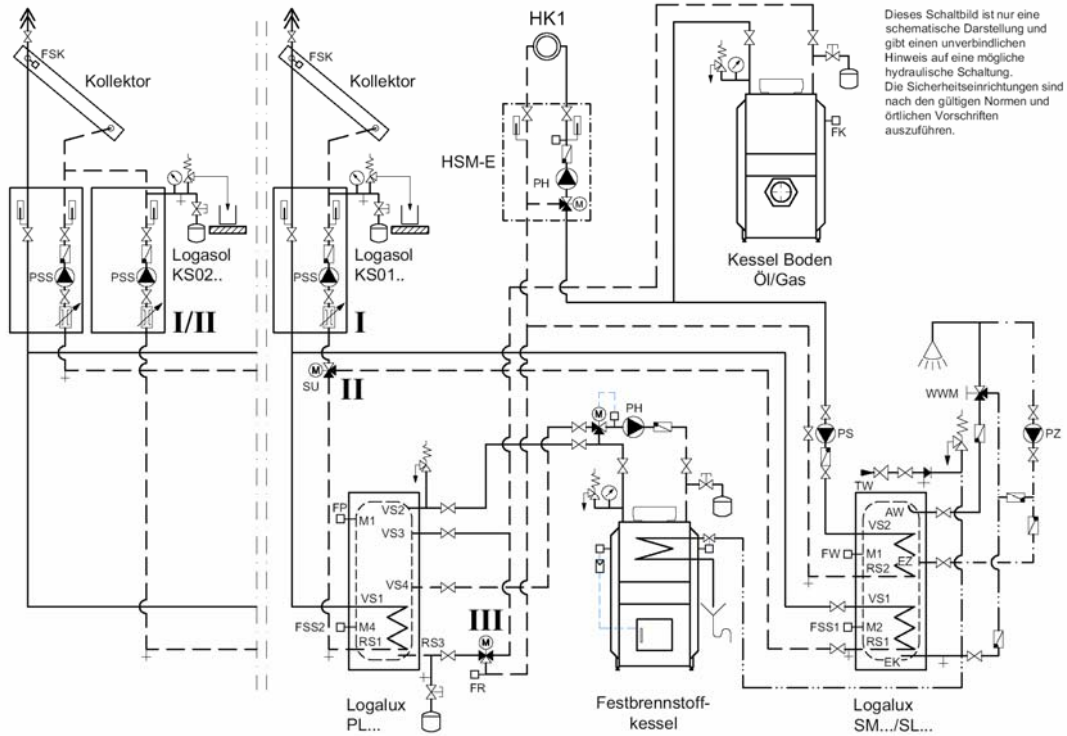 HK1
Dieses Schaltbild ist nur eine
schematische Darstellung und
gibt einen unverbindlichen
Hinweis auf eine mögliche
hydraulische Schaltung.
Die Sicherheitseinrichtungen sind
nach den gültigen Normen und
örtlichen Vorschriften
auszuführen.
FSK
Kollektor
FSK
Kollektor
HSM-E
PH
M
FK
Kessel Boden
Öl/Gas
Logasol
KS02..
Logasol
KS01..
PSS
PSS
PSS
I/II
I
M
SU
II
WWM
PS
PZ
M
PH
TW
FP
M1
VS2
VS3
VS4
VS1
FSS2
M4
RS1
RS3
III
M
FR
AW
VS2
FW
M1
EZ
RS2
VS1
FSS1
M2
RS1
EK
Logalux
PL...
Festbrennstoff-
kessel
Logalux
SM.../SL...